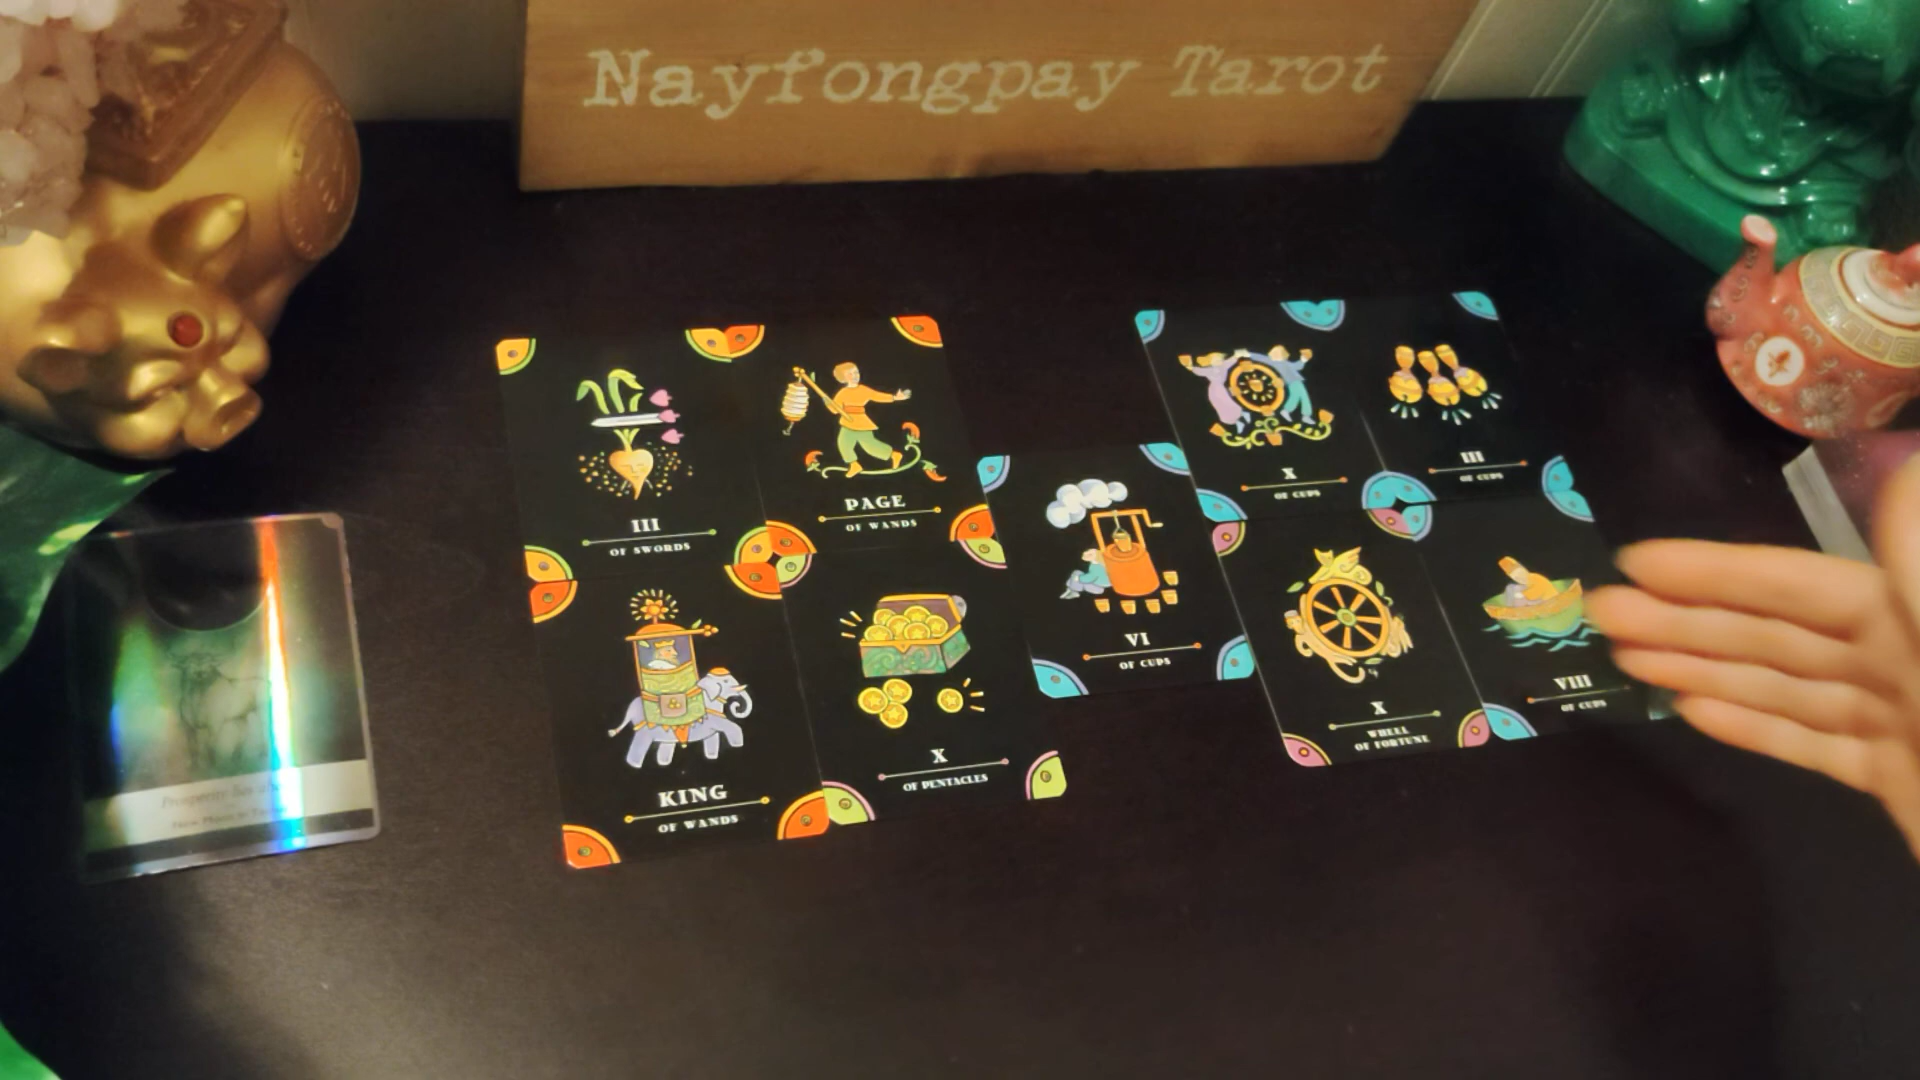 Nayfongpay Tarot
III
OF SWORDS
PAGE
OF WANDS
KING
OF WANDS
X
OF PENTACLES
VI
OF CUPS
X
OF CUPS
III
OF CUPS
X
WHEEL
OF FORTUNE
VIII
OF CUPS